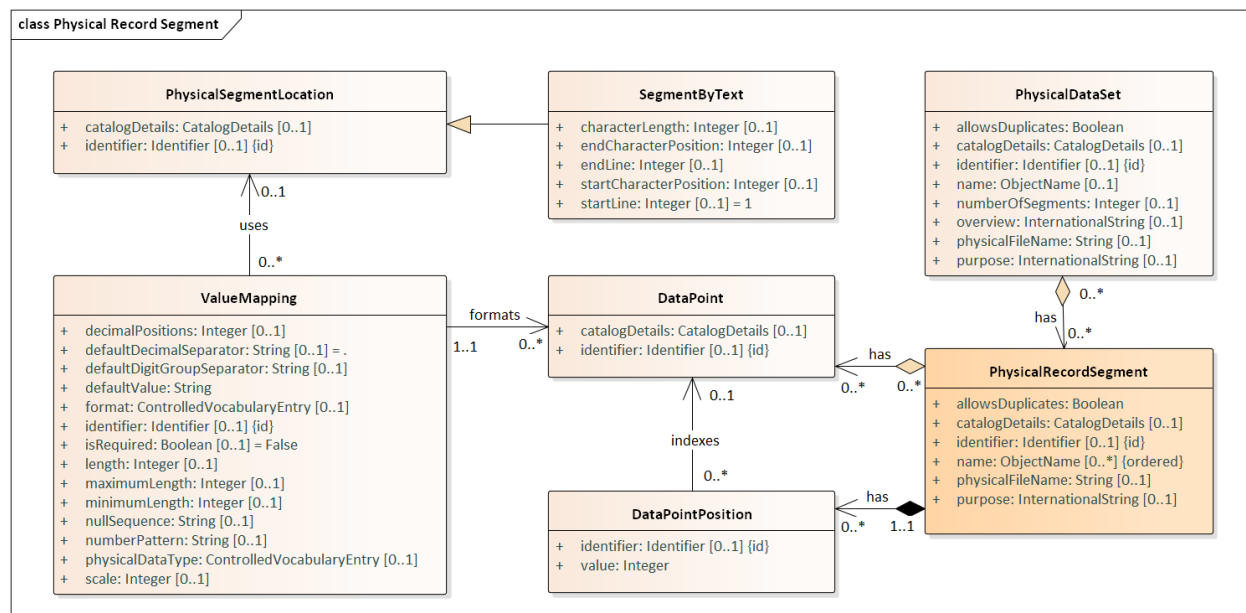 class Physical Record Segment
PhysicalSegmentLocation
+ catalogDetails: CatalogDetails [0..1]
+ identifier: Identifier [0..1] {id}
SegmentByText
+ characterLength: Integer [0..1]
+ endCharacterPosition: Integer [0..1]
+ endLine: Integer [0..1]
+ startCharacterPosition: Integer [0..1]
+ startLine: Integer [0..1] = 1
PhysicalDataSet
+ allowsDuplicates: Boolean
+ catalogDetails: CatalogDetails [0..1]
+ identifier: Identifier [0..1] {id}
+ name: ObjectName [0..1]
+ numberOfSegments: Integer [0..1]
+ overview: InternationalString [0..1]
+ physicalFileName: String [0..1]
+ purpose: InternationalString [0..1]
0..1
uses
0..*
ValueMapping
+ decimalPositions: Integer [0..1]
+ defaultDecimalSeparator: String [0..1] = .
+ defaultDigitGroupSeparator: String [0..1]
+ defaultValue: String
+ format: ControlledVocabularyEntry [0..1]
+ identifier: Identifier [0..1] {id}
+ isRequired: Boolean [0..1] = False
+ length: Integer [0..1]
+ maximumLength: Integer [0..1]
+ minimumLength: Integer [0..1]
+ nullSequence: String [0..1]
+ numberPattern: String [0..1]
+ physicalDataType: ControlledVocabularyEntry [0..1]
+ scale: Integer [0..1]
formats
1..1
0..*
DataPoint
+ catalogDetails: CatalogDetails [0..1]
+ identifier: Identifier [0..1] {id}
0..*
has
0..*
has
0..*
0..*
PhysicalRecordSegment
+ allowsDuplicates: Boolean
+ catalogDetails: CatalogDetails [0..1]
+ identifier: Identifier [0..1] {id}
+ name: ObjectName [0..*] {ordered}
+ physicalFileName: String [0..1]
+ purpose: InternationalString [0..1]
0..1
indexes
0..*
has
0..*
1..1
DataPointPosition
+ identifier: Identifier [0..1] {id}
+ value: Integer